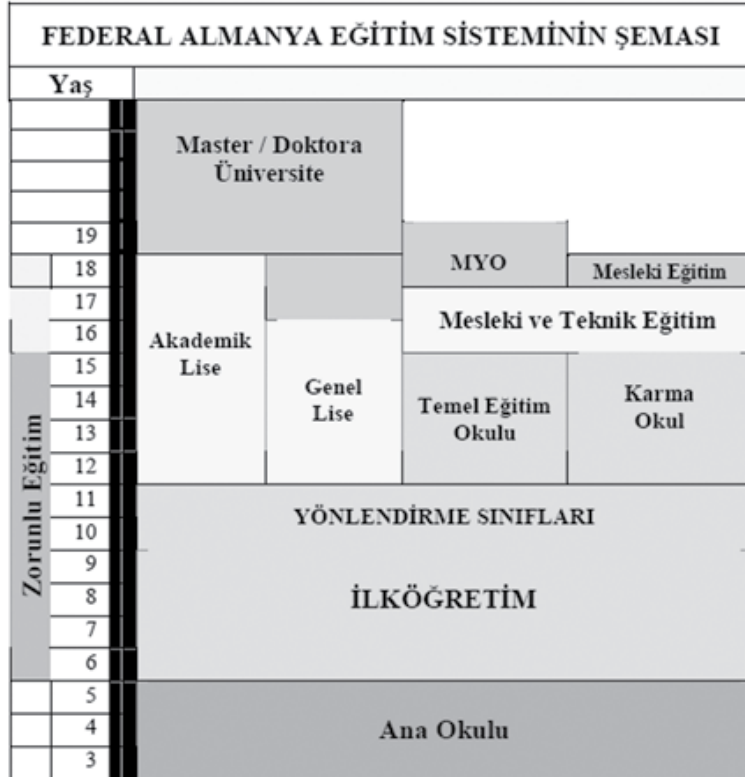 FEDERAL ALMANYA EĞİTİM SİSTEMİNİN ŞEMASI
Yaş
Master / Doktora
Üniversite
19
18
MYO
Mesleki Eğitim
17
Mesleki ve Teknik Eğitim
16
Akademik
Lise
15
Genel
Lise
14
Temel Eğitim
Okulu
Karma
Okul
13
12
Zorunlu Eğitim
11
YÖNLENDİRME SINIFLARI
10
9
8
İLKÖĞRETİM
7
6
5
4
Ana Okulu
3